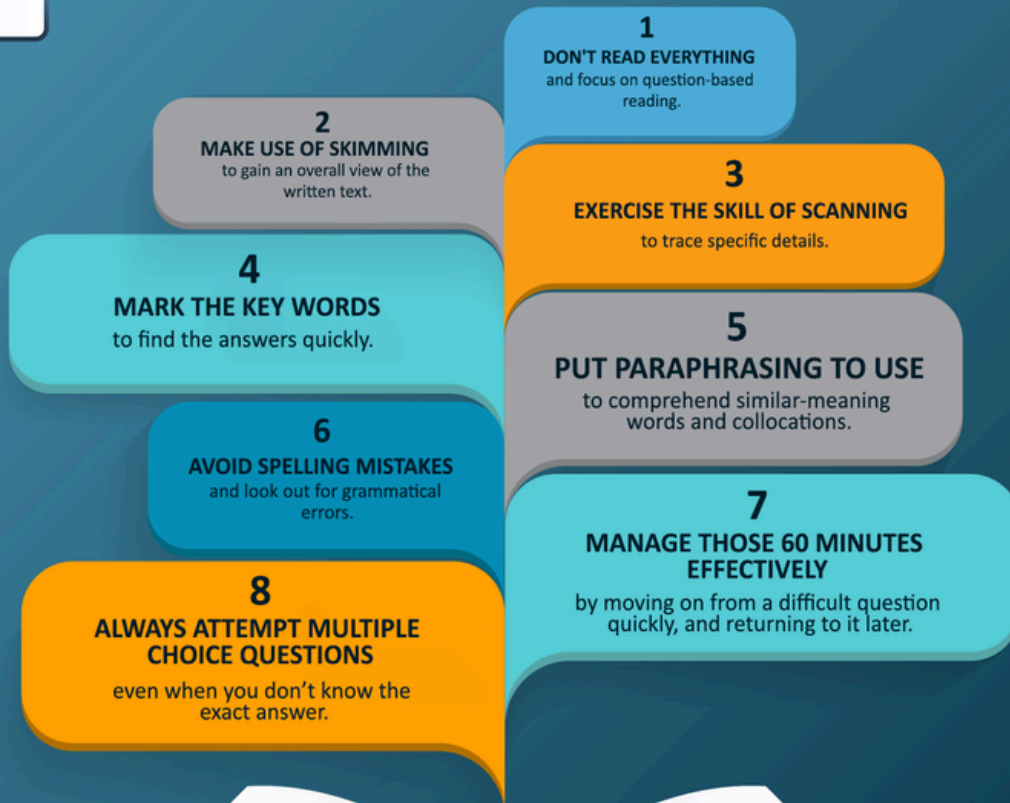 1
DON'T READ EVERYTHING
and focus on question-based
reading.
2
MAKE USE OF SKIMMING
to gain an overall view of the
written text.
3
EXERCISE THE SKILL OF SCANNING
to trace specific details.
4
MARK THE KEY WORDS
to find the answers quickly.
5
PUT PARAPHRASING TO USE
to comprehend similar-meaning
words and collocations.
6
AVOID SPELLING MISTAKES
and look out for grammatical
errors.
7
MANAGE THOSE 60 MINUTES
EFFECTIVELY
by moving on from a difficult question
quickly, and returning to it later.
8
ALWAYS ATTEMPT MULTIPLE
CHOICE QUESTIONS
even when you don't know the
exact answer.